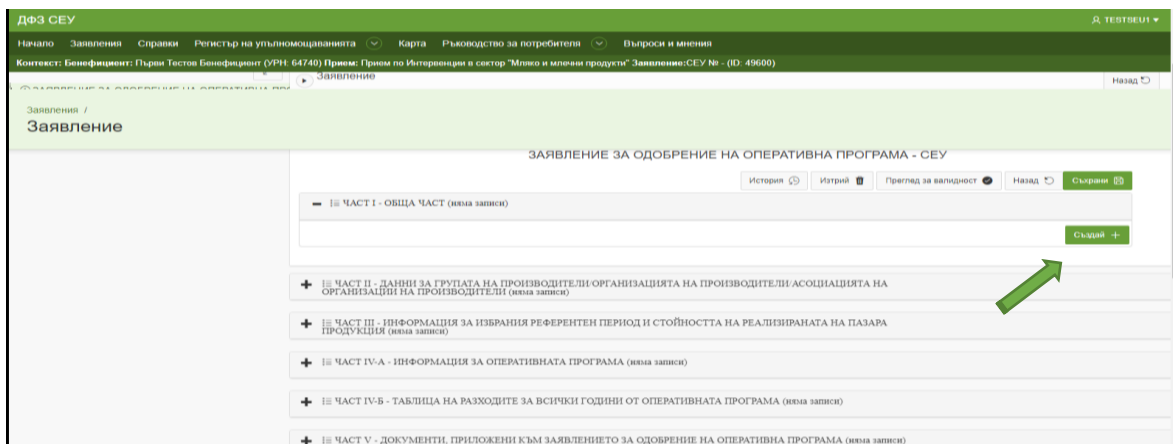 ДФЗ СЕУ
TESTSEU1
Начало Заявления Справки Регистър на упълномощаванията Карта Ръководство за потребителя Въпроси и мнения
Контекст: Бенефициент: Първи Тестов Бенефициент (УРН: 64740) Прием: Прием по Интервенции в сектор "Мляко и млечни продукти" Заявление:СЕУ № - (ID: 49600)
Заявление
Назад
Заявления /
Заявление
ЗАЯВЛЕНИЕ ЗА ОДОБРЕНИЕ НА ОПЕРАТИВНА ПРОГРАМА - СЕУ
История Изтрий Преглед за валидност Назад Съхрани
ЧАСТ I - ОБЩА ЧАСТ (няма записи)
Създай +
ЧАСТ II - ДАННИ ЗА ГРУПАТА НА ПРОИЗВОДИТЕЛИ/ОРГАНИЗАЦИЯТА НА ПРОИЗВОДИТЕЛИ/АСОЦИАЦИЯТА НА
ОРГАНИЗАЦИИ НА ПРОИЗВОДИТЕЛИ (няма записи)
ЧАСТ III - ИНФОРМАЦИЯ ЗА ИЗБРАНИЯ РЕФЕРЕНТЕН ПЕРИОД И СТОЙНОСТТА НА РЕАЛИЗИРАНАТА НА ПАЗАРА
ПРОДУКЦИЯ (няма записи)
ЧАСТ IV-А - ИНФОРМАЦИЯ ЗА ОПЕРАТИВНАТА ПРОГРАМА (няма записи)
ЧАСТ IV-Б - ТАБЛИЦА НА РАЗХОДИТЕ ЗА ВСИЧКИ ГОДИНИ ОТ ОПЕРАТИВНАТА ПРОГРАМА (няма записи)
ЧАСТ V - ДОКУМЕНТИ, ПРИЛОЖЕНИ КЪМ ЗАЯВЛЕНИЕТО ЗА ОДОБРЕНИЕ НА ОПЕРАТИВНА ПРОГРАМА (няма записи)